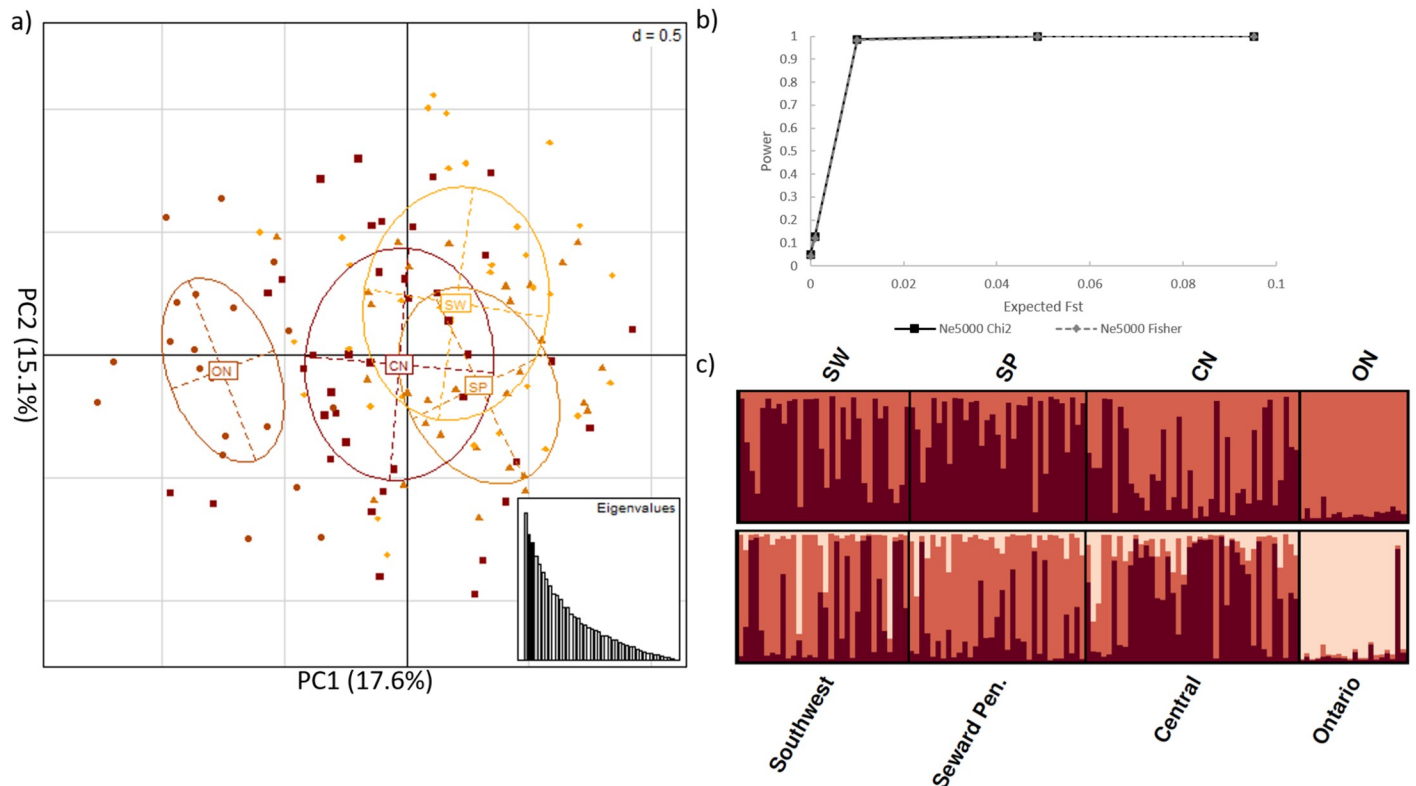 a)
d = 0.5
SW
CN
SP
ON
PC2 (15.1%)
PC1 (17.6%)
Eigenvalues
b)
1
0.9
0.8
0.7
0.6
0.5
0.4
0.3
0.2
0.1
0
Power
0 0.02 0.04 0.06 0.08 0.1
Expected Fst
Ne5000 Chi2 Ne5000 Fisher
c)
SW SP CN ON
Southwest Seward Pen. Central Ontario